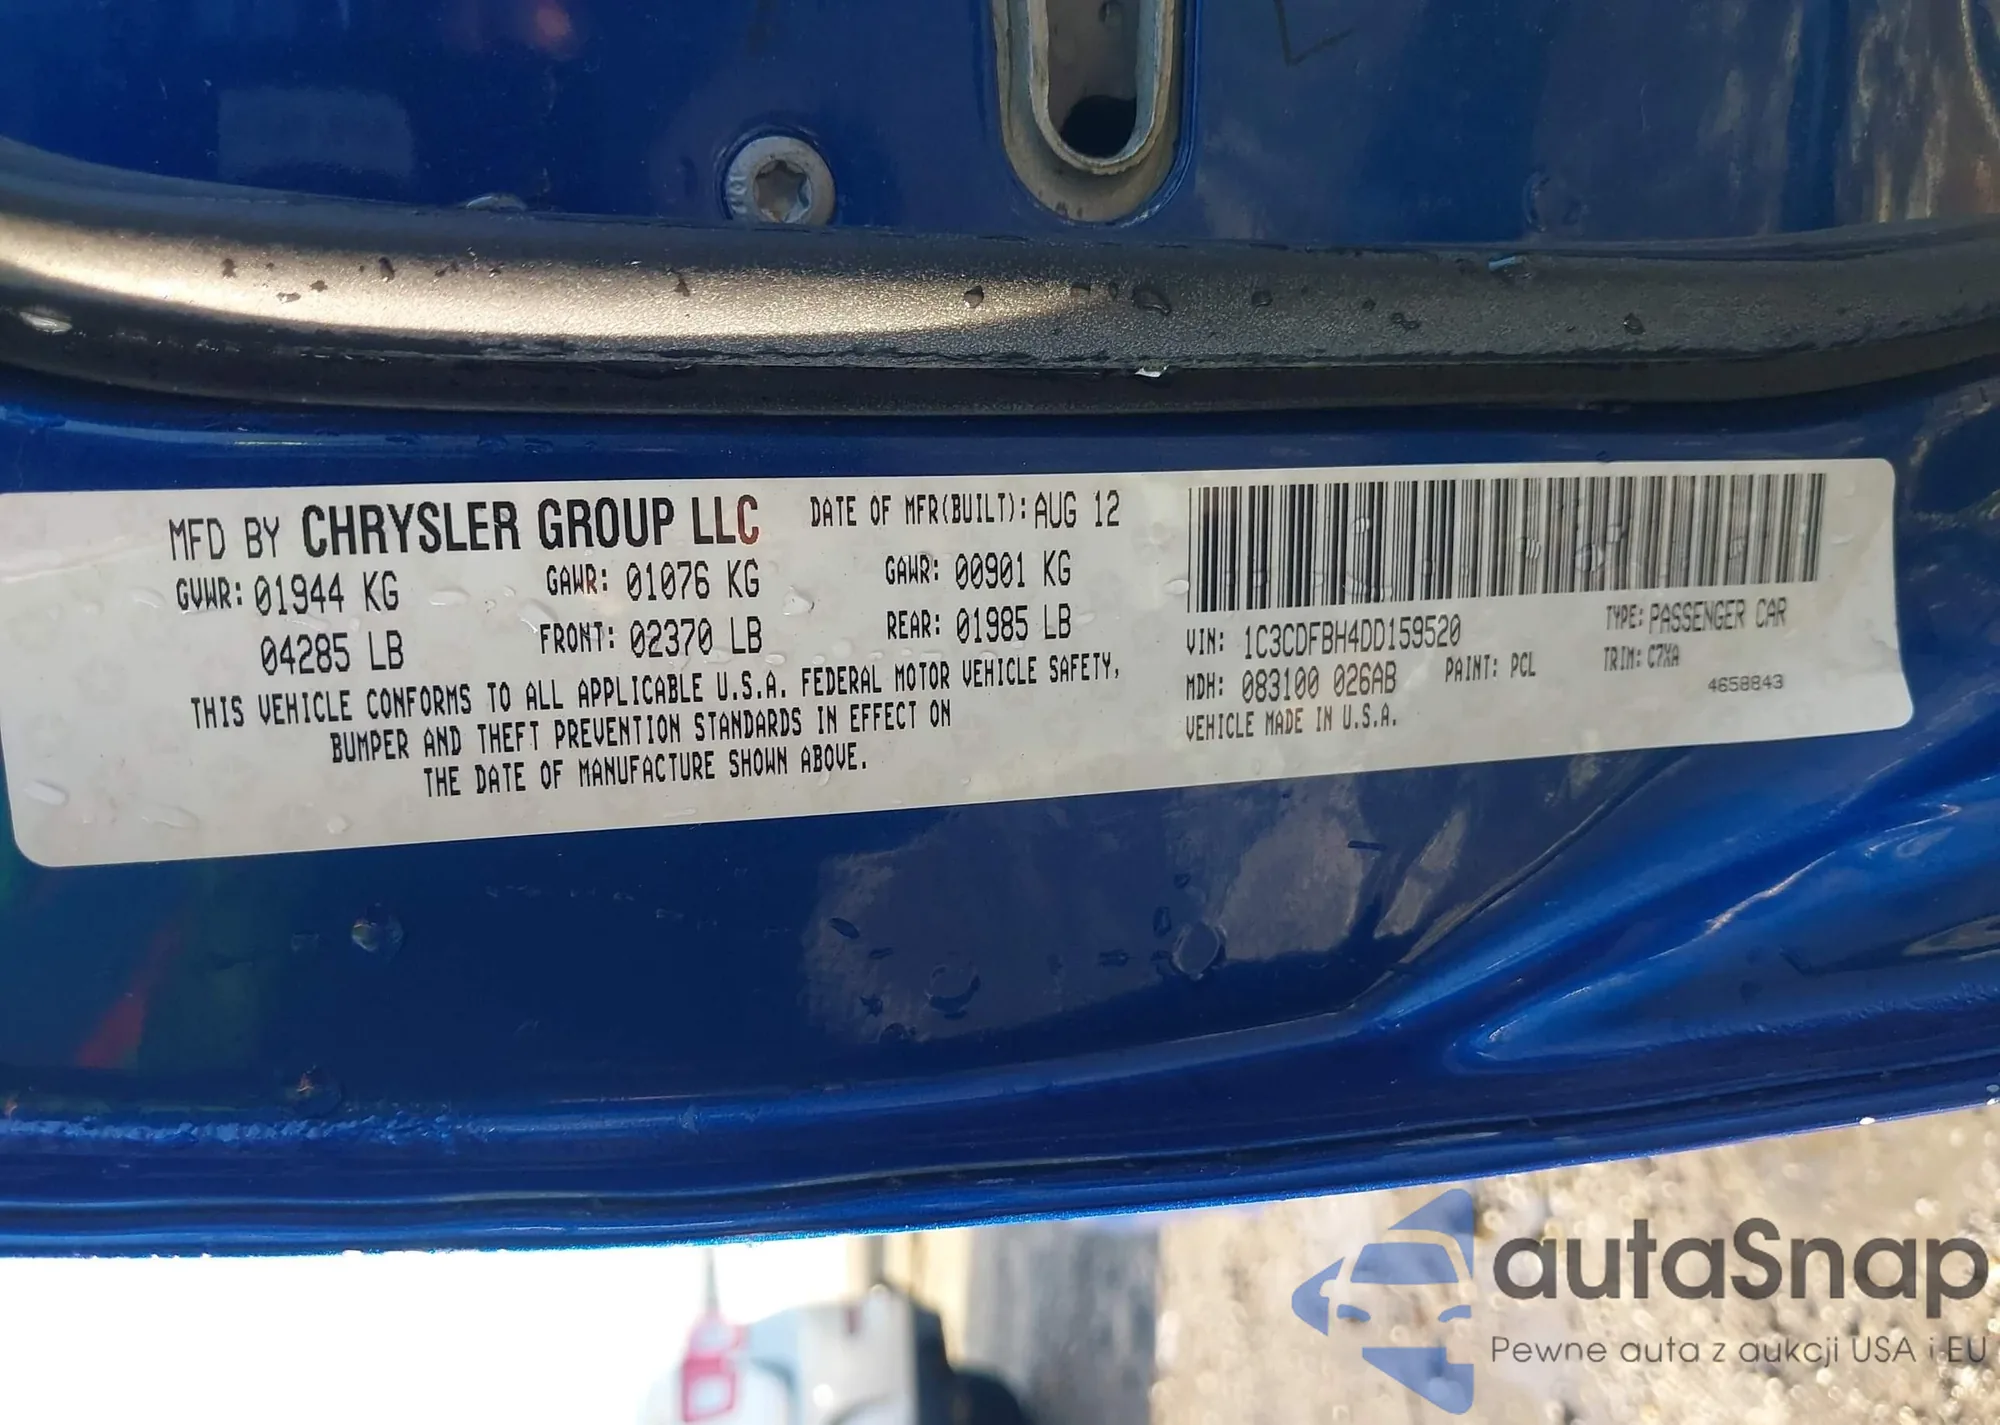 MFD BY CHRYSLER GROUP LLC DATE OF MFR(BUILT): AUG 12
GVWR: 01944 KG GAWR: 01076 KG GAWR: 00901 KG
04285 LB FRONT: 02370 LB REAR: 01985 LB
THIS VEHICLE CONFORMS TO ALL APPLICABLE U.S.A. FEDERAL MOTOR VEHICLE SAFETY,
BUMPER AND THEFT PREVENTION STANDARDS IN EFFECT ON
THE DATE OF MANUFACTURE SHOWN ABOVE.
VIN: 1C3CDFBH4DD159520 TYPE: PASSENGER CAR
MDH: 083100 026AB PAINT: PCL TRIM: C7XA
VEHICLE MADE IN U.S.A. 4658843
autaSnap
Pewne auta z aukcji USA i EU